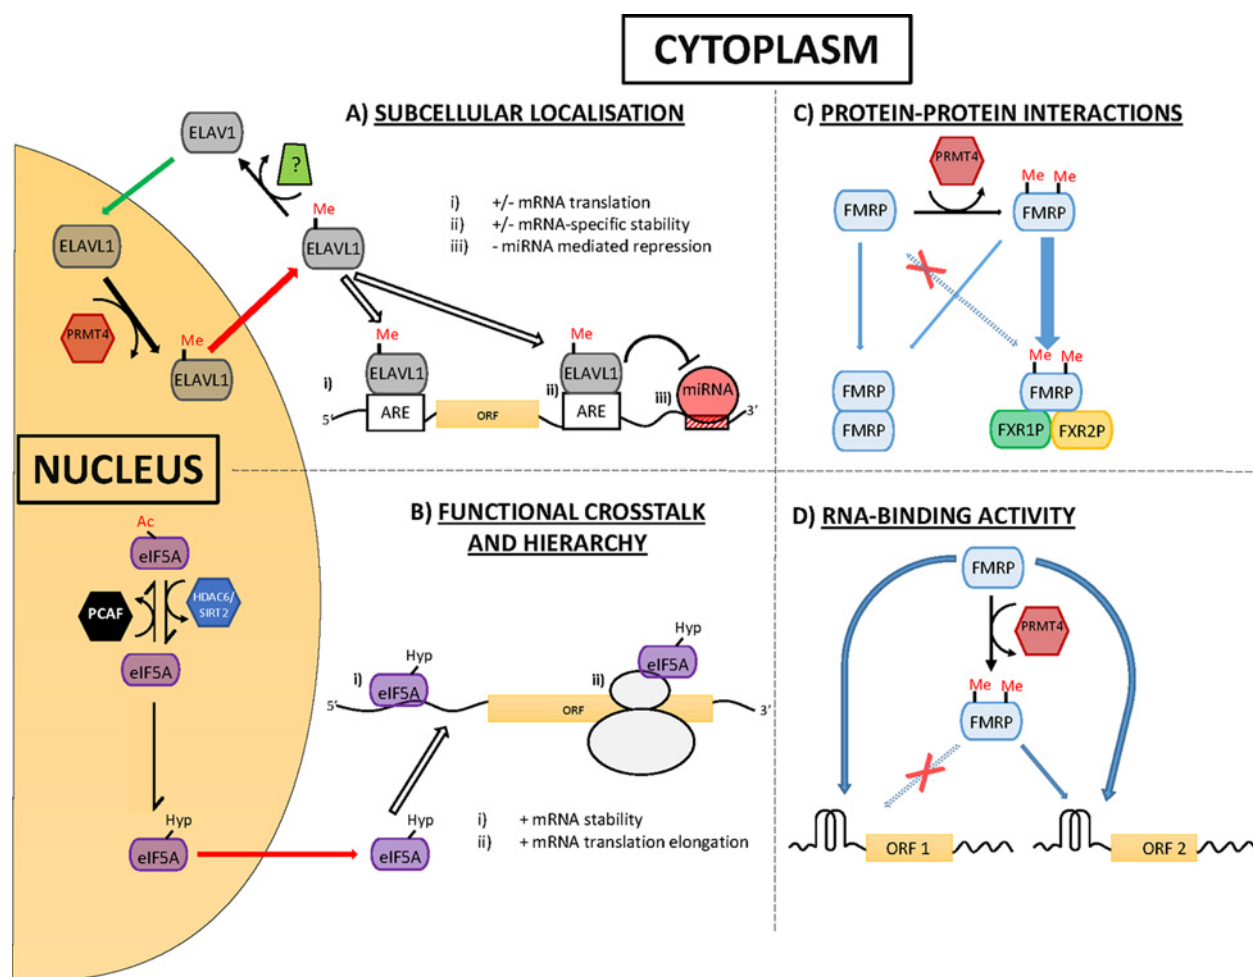 CYTOPLASM
A) SUBCELLULAR LOCALISATION
ELAV1
?
Me
ELAVL1
i) +/- mRNA translation
ii) +/- mRNA-specific stability
iii) - miRNA mediated repression
ELAVL1
PRMT4
Me
ELAVL1
Me
ELAVL1
Me
ELAVL1
i)
ii)
iii)
miRNA
5′
ARE
ORF
ARE
3′
C) PROTEIN-PROTEIN INTERACTIONS
PRMT4
FMRP
Me Me
FMRP
Me Me
FMRP
FMRP
FMRP
FXR1P
FXR2P
NUCLEUS
Ac
eIF5A
PCAF
HDAC6/
SIRT2
eIF5A
Hyp
eIF5A
B) FUNCTIONAL CROSSTALK
AND HIERARCHY
Hyp
i)
eIF5A
Hyp
eIF5A
ii)
5′
ORF
3′
Hyp
eIF5A
i) + mRNA stability
ii) + mRNA translation elongation
D) RNA-BINDING ACTIVITY
FMRP
PRMT4
Me Me
FMRP
ORF 1
ORF 2